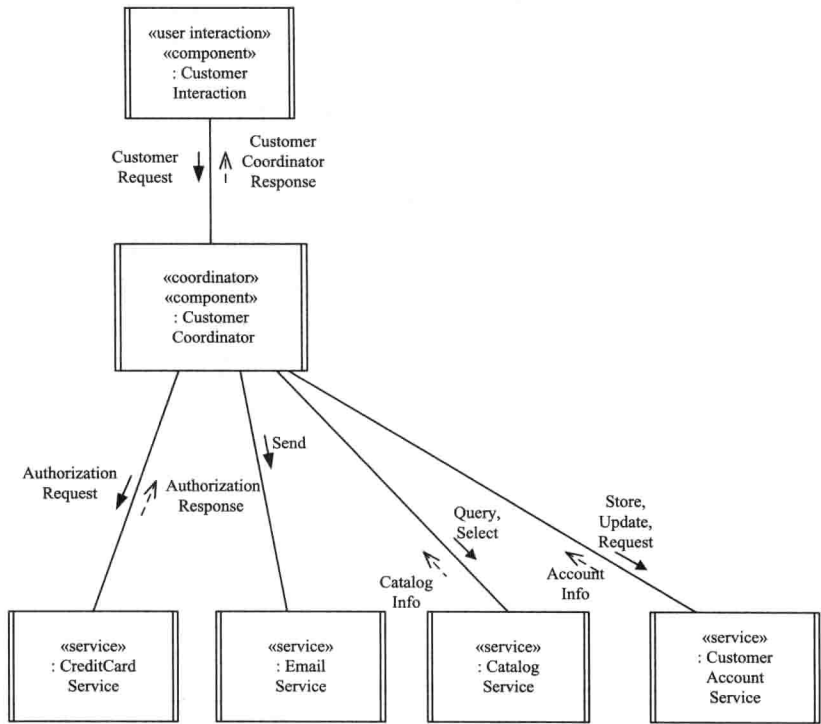 «user interaction»
«component»
: Customer
Interaction
Customer
Request
Customer
Coordinator
Response
«coordinator»
«component»
: Customer
Coordinator
Authorization
Request
Authorization
Response
Send
Query,
Select
Catalog
Info
Store,
Update,
Request
Account
Info
«service»
: CreditCard
Service
«service»
: Email
Service
«service»
: Catalog
Service
«service»
: Customer
Account
Service